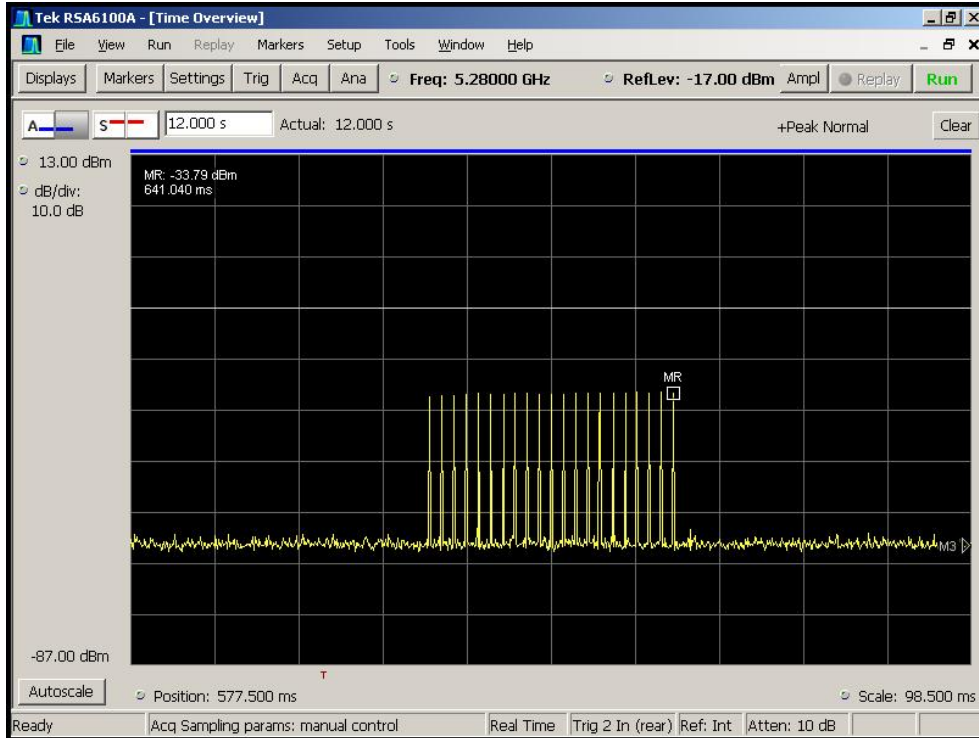 Tek RSA6100A - [Time Overview]
File View Run Replay Markers Setup Tools Window Help
Displays Markers Settings Trig Acq Ana Freq: 5.28000 GHz RefLev: -17.00 dBm Ampl Replay Run
A S 12.000 s Actual: 12.000 s +Peak Normal Clear
13.00 dBm
dB/div:
10.0 dB
MR: -33.79 dBm
641.040 ms
MR
M3
-87.00 dBm
T
Autoscale Position: 577.500 ms Scale: 98.500 ms
Ready Acq Sampling params: manual control Real Time Trig 2 In (rear) Ref: Int Atten: 10 dB